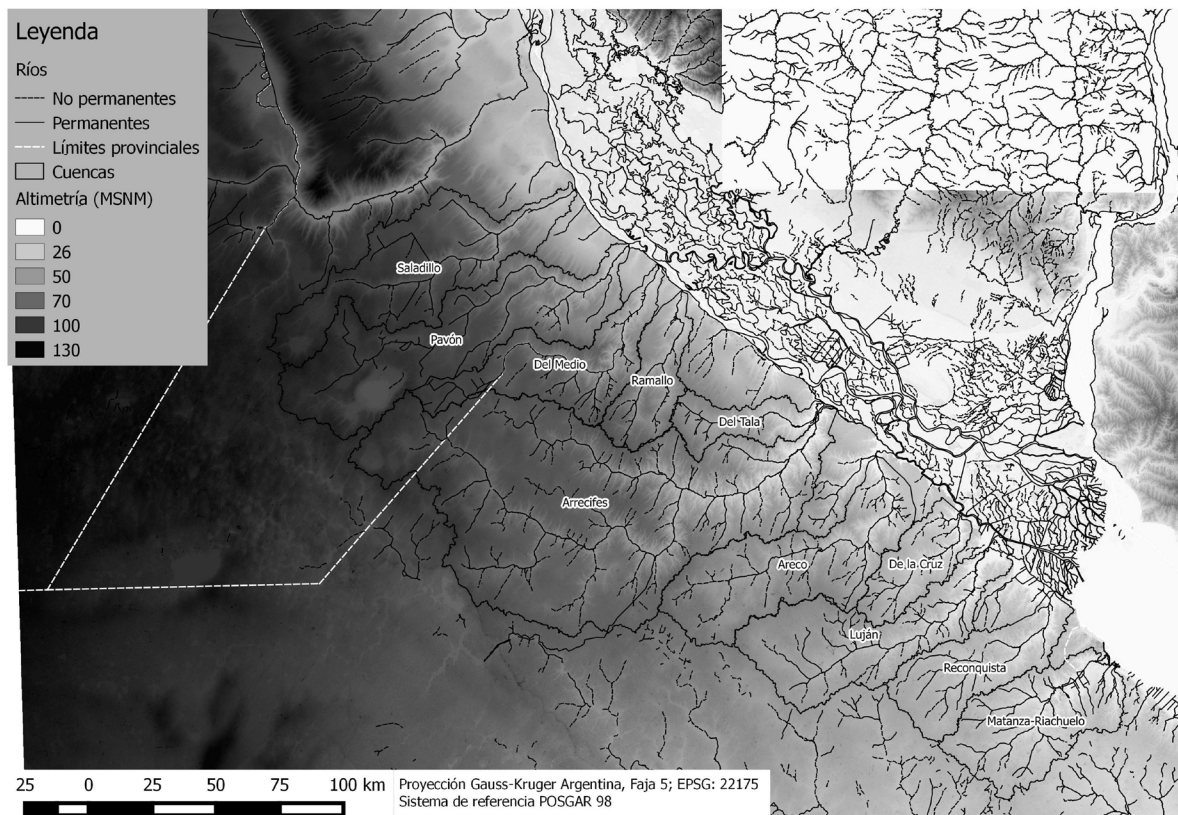 Leyenda
Ríos
No permanentes
Permanentes
Límites provinciales
Cuencas
Altimetría (MSNM)
0
26
50
70
100
130
Saladillo
Pavón
Del Medio
Ramallo
Del Tala
Arrecifes
Areco
De la Cruz
Luján
Reconquista
Matanza-Riachuelo
25 0 25 50 75 100 km
Proyección Gauss-Kruger Argentina, Faja 5; EPSG: 22175
Sistema de referencia POSGAR 98